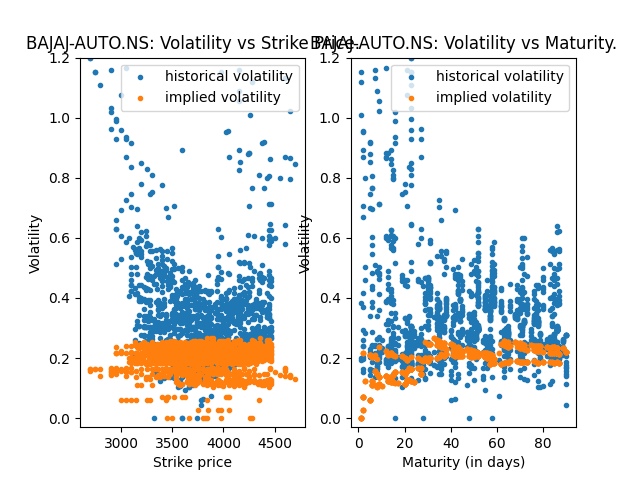 BAJAJ-AUTO.NS: Volatility vs Strike Price.
BAJAJ-AUTO.NS: Volatility vs Maturity.
historical volatility
implied volatility
1.2
1.0
0.8
0.6
0.4
0.2
0.0
Volatility
3000 3500 4000 4500
Strike price
historical volatility
implied volatility
1.2
1.0
0.8
0.6
0.4
0.2
0.0
Volatility
0 20 40 60 80
Maturity (in days)